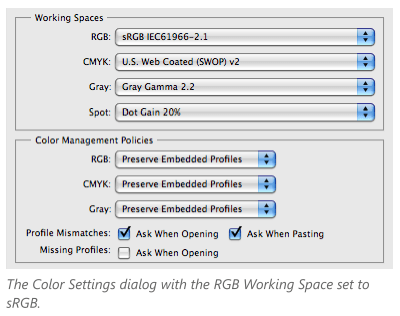 Working Spaces
RGB: sRGB IEC61966-2.1
CMYK: U.S. Web Coated (SWOP) v2
Gray: Gray Gamma 2.2
Spot: Dot Gain 20%
Color Management Policies
RGB: Preserve Embedded Profiles
CMYK: Preserve Embedded Profiles
Gray: Preserve Embedded Profiles
Profile Mismatches: Ask When Opening Ask When Pasting
Missing Profiles: Ask When Opening
The Color Settings dialog with the RGB Working Space set to
sRGB.